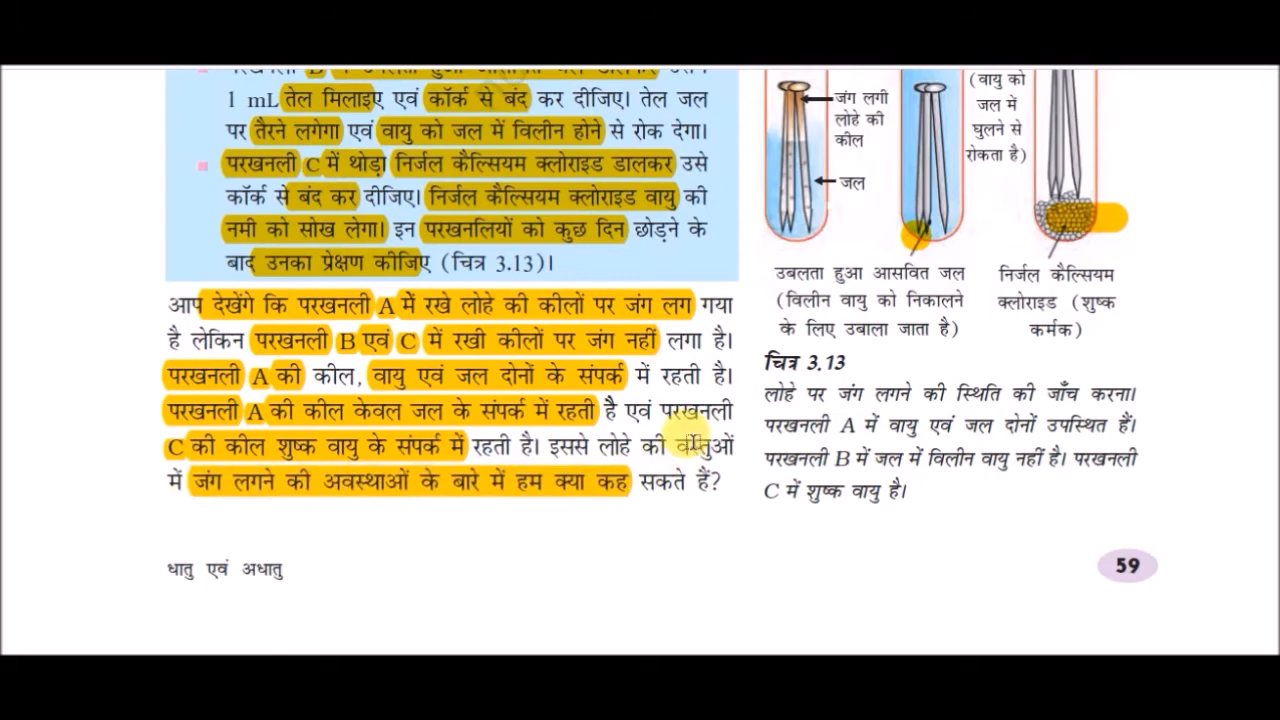 1 mL तेल मिलाइए एवं कॉर्क से बंद कर दीजिए। तेल जल
पर तैरने लगेगा एवं वायु को जल में विलीन होने से रोक देगा।
परखनली C में थोड़ा निर्जल कैल्सियम क्लोराइड डालकर उसे
कॉर्क से बंद कर दीजिए। निर्जल कैल्सियम क्लोराइड वायु की
नमी को सोख लेगा। इन परखनलियों को कुछ दिन छोड़ने के
बाद उनका प्रेक्षण कीजिए (चित्र 3.13)।
आप देखेंगे कि परखनली A में रखे लोहे की कीलों पर जंग लग गया
है लेकिन परखनली B एवं C में रखी कीलों पर जंग नहीं लगा है।
परखनली A की कील, वायु एवं जल दोनों के संपर्क में रहती है।
परखनली A की कील केवल जल के संपर्क में रहती है एवं परखनली
C की कील शुष्क वायु के संपर्क में रहती है। इससे लोहे की वस्तुओं
में जंग लगने की अवस्थाओं के बारे में हम क्या कह सकते हैं?
जंग लगी
लोहे की
कील
जल
(वायु को
जल में
घुलने से
रोकता है)
उबलता हुआ आसवित जल
(विलीन वायु को निकालने
के लिए उबाला जाता है)
निर्जल कैल्सियम
क्लोराइड (शुष्क
कर्मक)
चित्र 3.13
लोहे पर जंग लगने की स्थिति की जाँच करना।
परखनली A में वायु एवं जल दोनों उपस्थित हैं।
परखनली B में जल में विलीन वायु नहीं है। परखनली
C में शुष्क वायु है।
धातु एवं अधातु
59